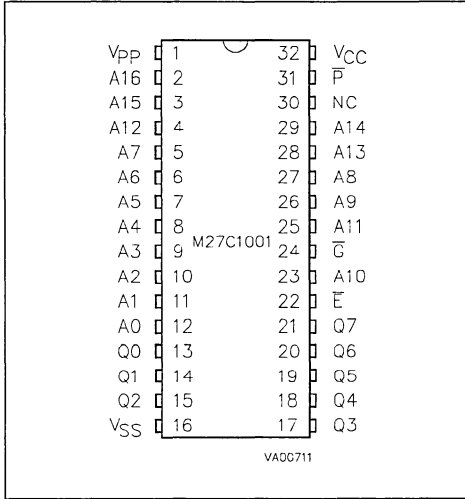 VPP 1 32 VCC
A16 2 31 P̅
A15 3 30 NC
A12 4 29 A14
A7 5 28 A13
A6 6 27 A8
A5 7 26 A9
A4 8 25 A11
M27C1001
A3 9 24 G̅
A2 10 23 A10
A1 11 22 E̅
A0 12 21 Q7
Q0 13 20 Q6
Q1 14 19 Q5
Q2 15 18 Q4
VSS 16 17 Q3
VA00711